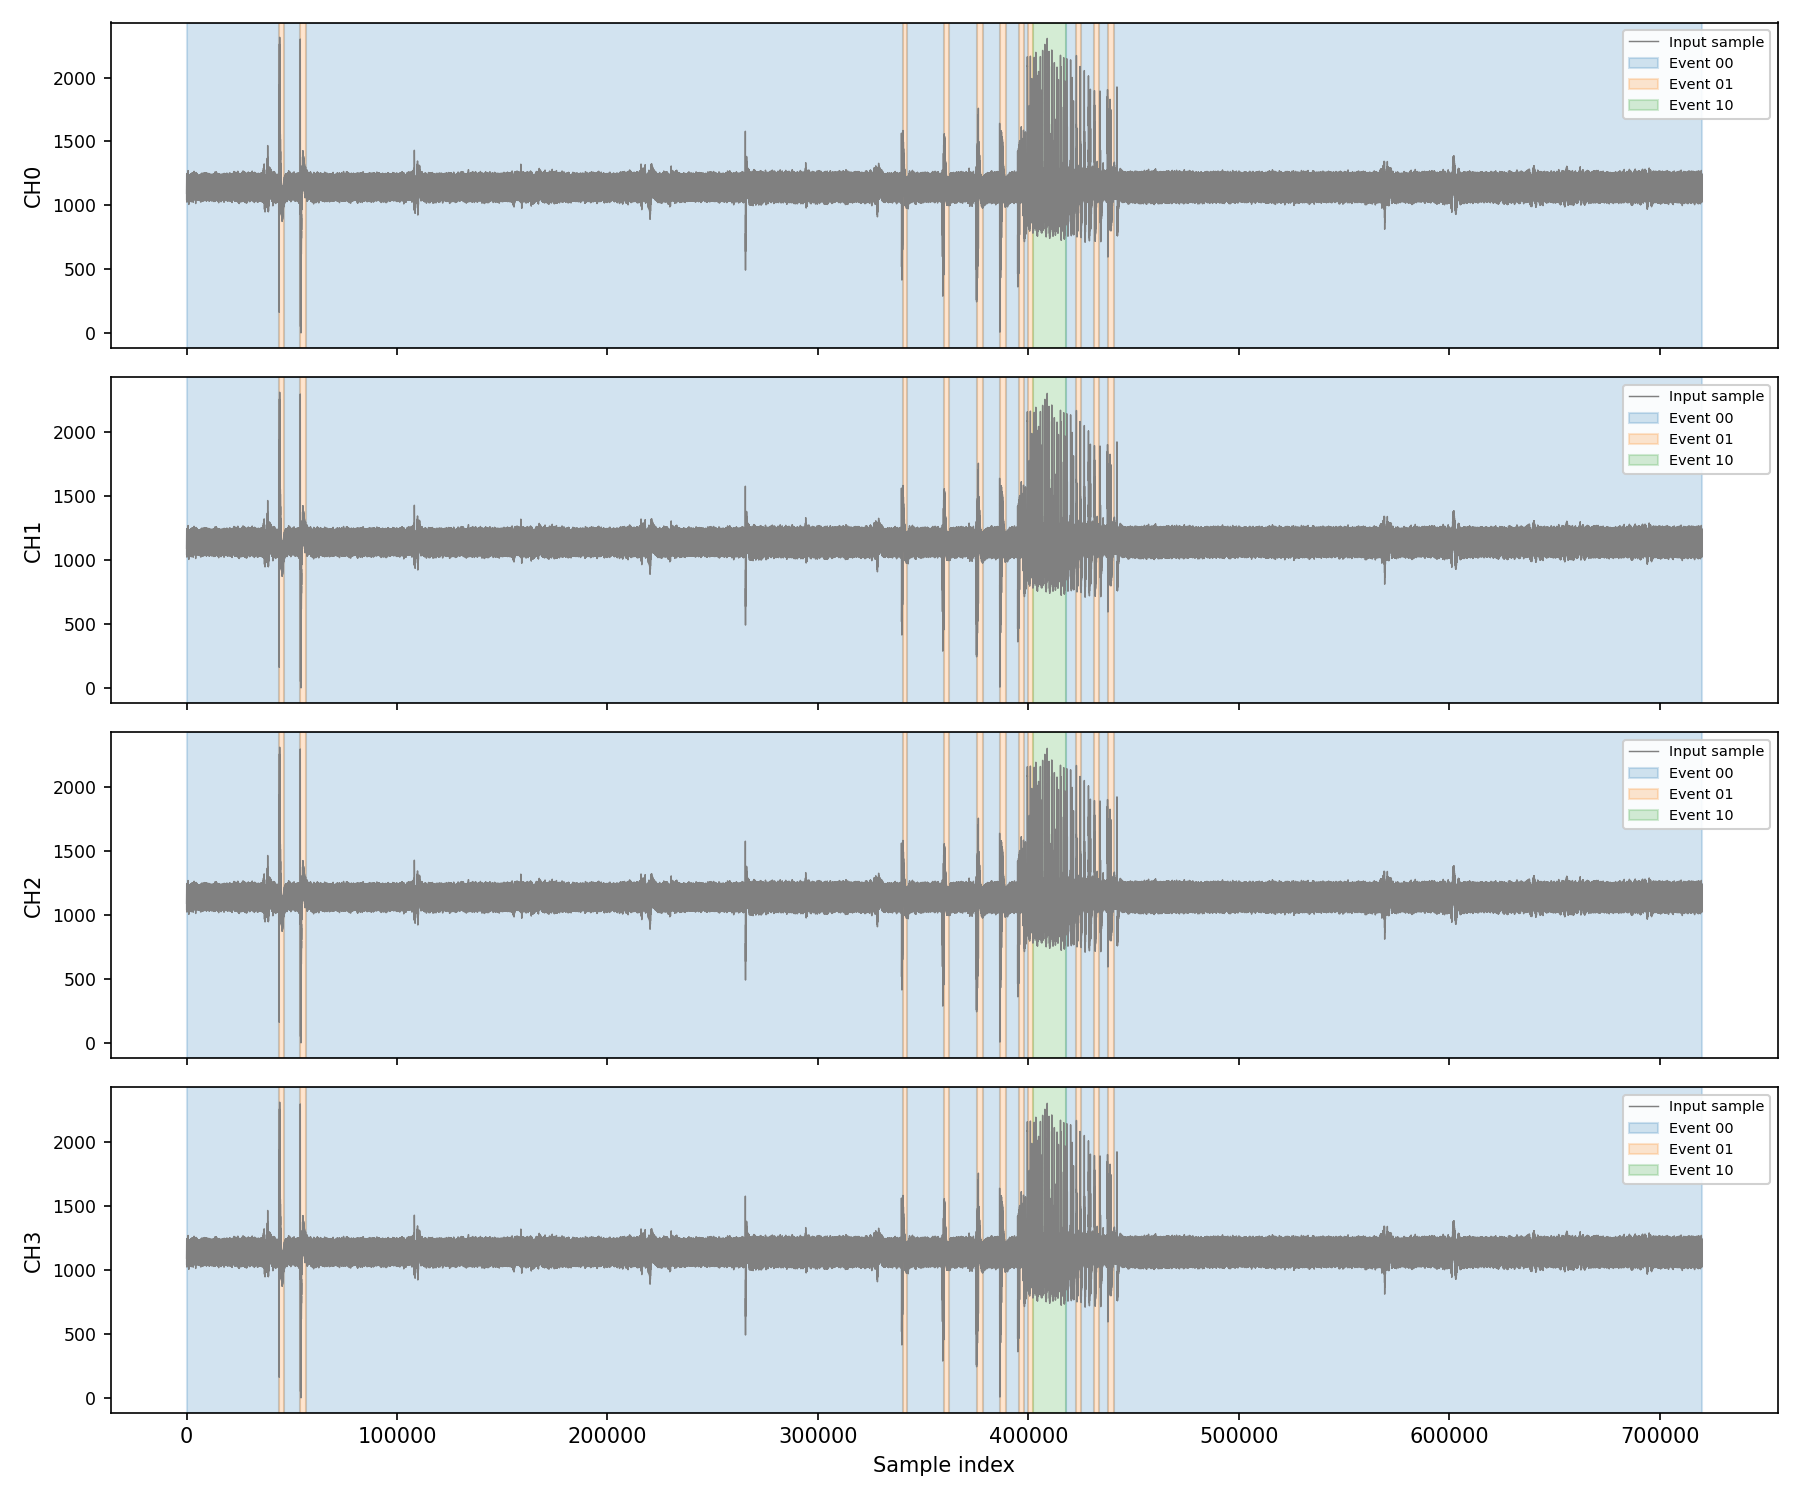 CH0
2000
1500
1000
500
0
Input sample
Event 00
Event 01
Event 10
CH1
2000
1500
1000
500
0
Input sample
Event 00
Event 01
Event 10
CH2
2000
1500
1000
500
0
Input sample
Event 00
Event 01
Event 10
CH3
2000
1500
1000
500
0
Input sample
Event 00
Event 01
Event 10
0 100000 200000 300000 400000 500000 600000 700000
Sample index